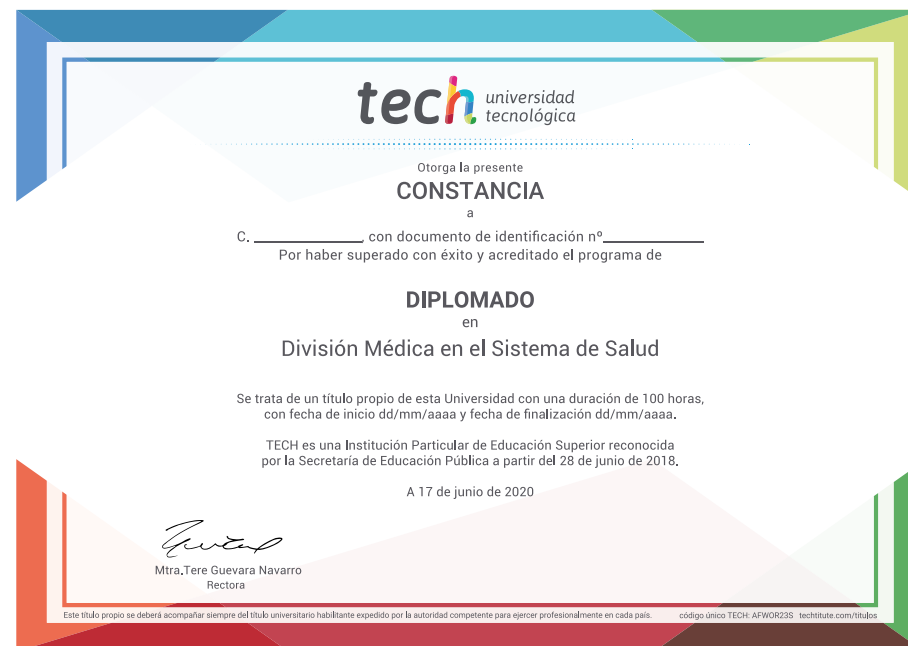 tech universidad
tecnológica
Otorga la presente
CONSTANCIA
a
C. ____________, con documento de identificación nº____________
Por haber superado con éxito y acreditado el programa de
DIPLOMADO
en
División Médica en el Sistema de Salud
Se trata de un título propio de esta Universidad con una duración de 100 horas,
con fecha de inicio dd/mm/aaaa y fecha de finalización dd/mm/aaaa.
TECH es una Institución Particular de Educación Superior reconocida
por la Secretaría de Educación Pública a partir del 28 de junio de 2018.
A 17 de junio de 2020
Mtra.Tere Guevara Navarro
Rectora
Este título propio se deberá acompañar siempre del título universitario habilitante expedido por la autoridad competente para ejercer profesionalmente en cada país. código único TECH: AFWOR23S techtitute.com/titulos